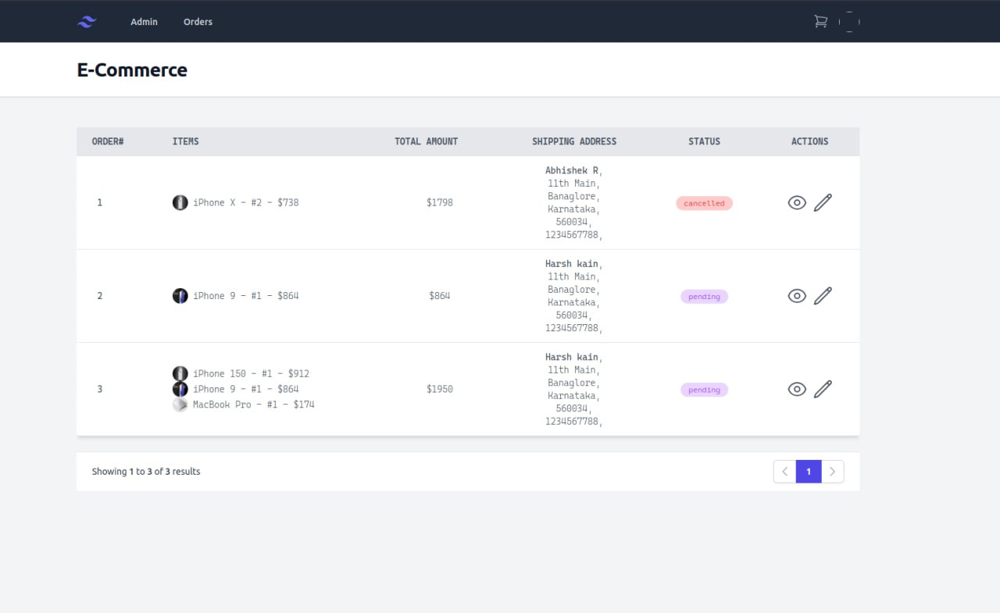 Admin Orders
E-Commerce
ORDER# ITEMS TOTAL AMOUNT SHIPPING ADDRESS STATUS ACTIONS
1 iPhone X - #2 - $738 $1798 cancelled
Abhishek R,
11th Main,
Banaglore,
Karnataka,
560034,
1234567788,
2 iPhone 9 - #1 - $864 $864 pending
Harsh kain,
11th Main,
Banaglore,
Karnataka,
560034,
1234567788,
3 $1950 pending
iPhone 150 - #1 - $912
iPhone 9 - #1 - $864
MacBook Pro - #1 - $174
Harsh kain,
11th Main,
Banaglore,
Karnataka,
560034,
1234567788,
Showing 1 to 3 of 3 results 1